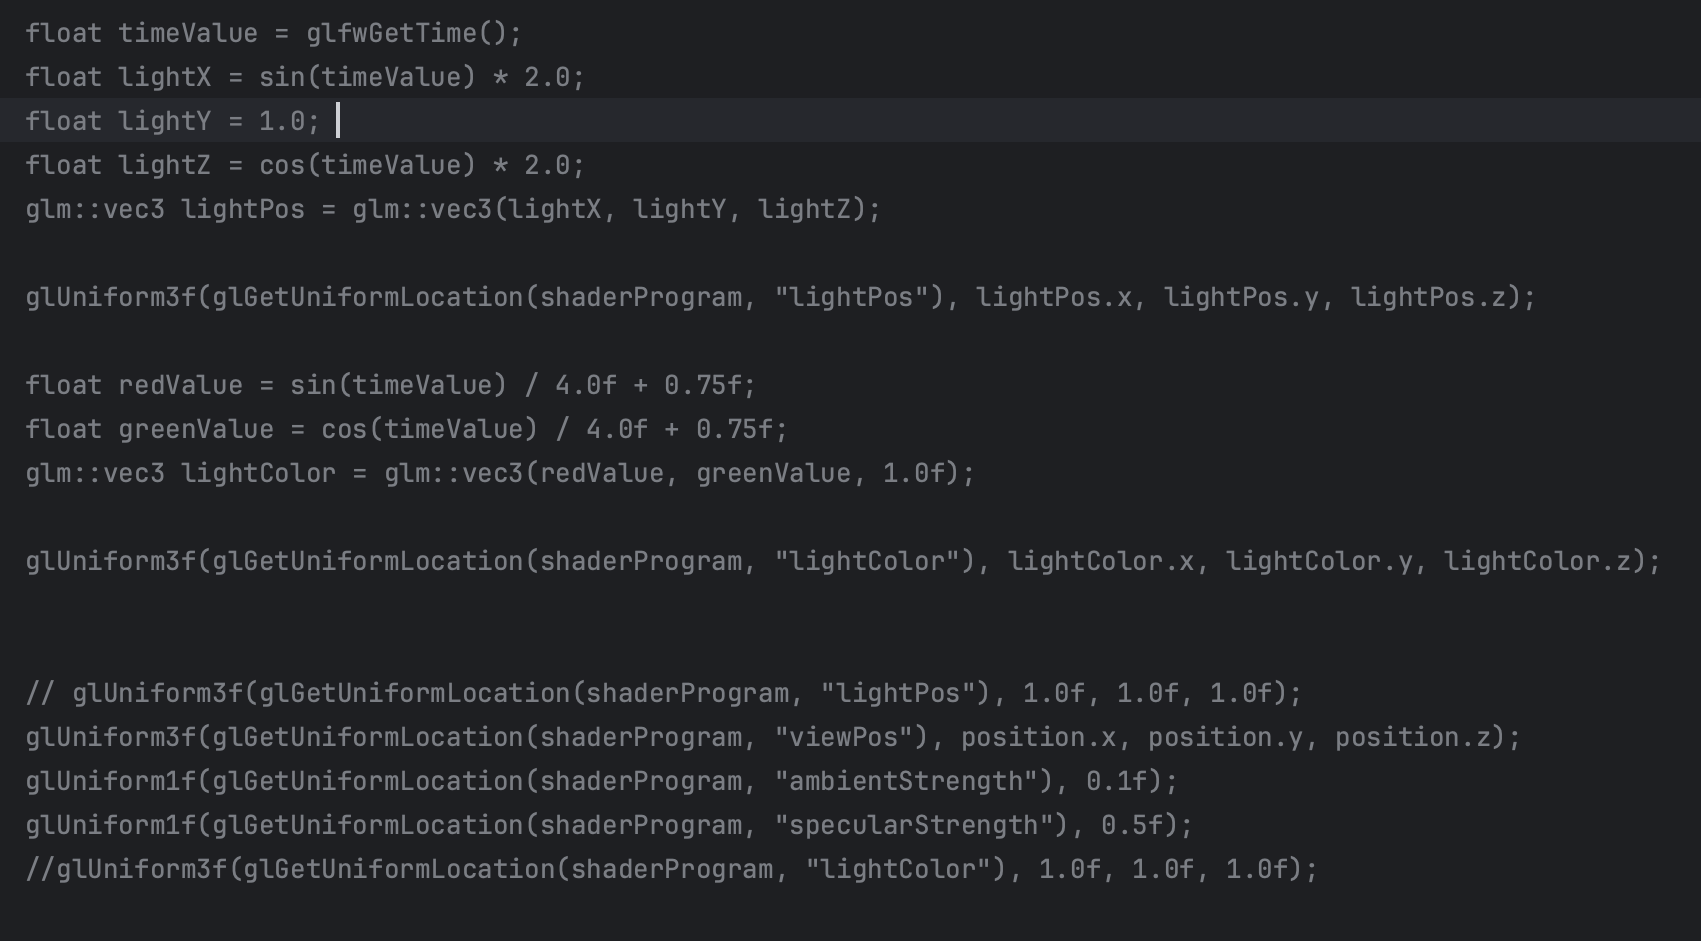 float timeValue = glfwGetTime();
float lightX = sin(timeValue) * 2.0;
float lightY = 1.0;
float lightZ = cos(timeValue) * 2.0;
glm::vec3 lightPos = glm::vec3(lightX, lightY, lightZ);
glUniform3f(glGetUniformLocation(shaderProgram, "lightPos"), lightPos.x, lightPos.y, lightPos.z);
float redValue = sin(timeValue) / 4.0f + 0.75f;
float greenValue = cos(timeValue) / 4.0f + 0.75f;
glm::vec3 lightColor = glm::vec3(redValue, greenValue, 1.0f);
glUniform3f(glGetUniformLocation(shaderProgram, "lightColor"), lightColor.x, lightColor.y, lightColor.z);
// glUniform3f(glGetUniformLocation(shaderProgram, "lightPos"), 1.0f, 1.0f, 1.0f);
glUniform3f(glGetUniformLocation(shaderProgram, "viewPos"), position.x, position.y, position.z);
glUniform1f(glGetUniformLocation(shaderProgram, "ambientStrength"), 0.1f);
glUniform1f(glGetUniformLocation(shaderProgram, "specularStrength"), 0.5f);
//glUniform3f(glGetUniformLocation(shaderProgram, "lightColor"), 1.0f, 1.0f, 1.0f);